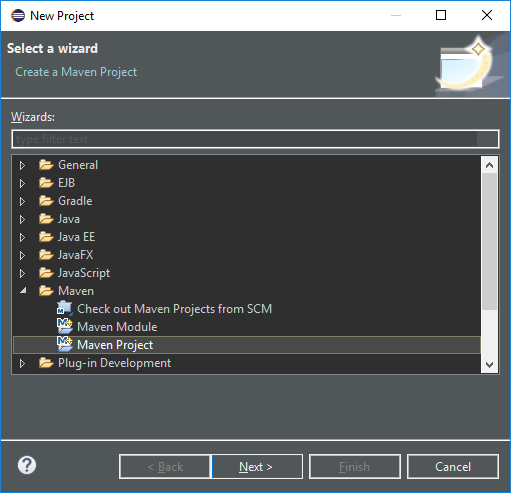 New Project
Select a wizard
Create a Maven Project
Wizards:
type filter text
General
EJB
Gradle
Java
Java EE
JavaFX
JavaScript
Maven
Check out Maven Projects from SCM
Maven Module
Maven Project
Plug-in Development
?
< Back
Next >
Finish
Cancel